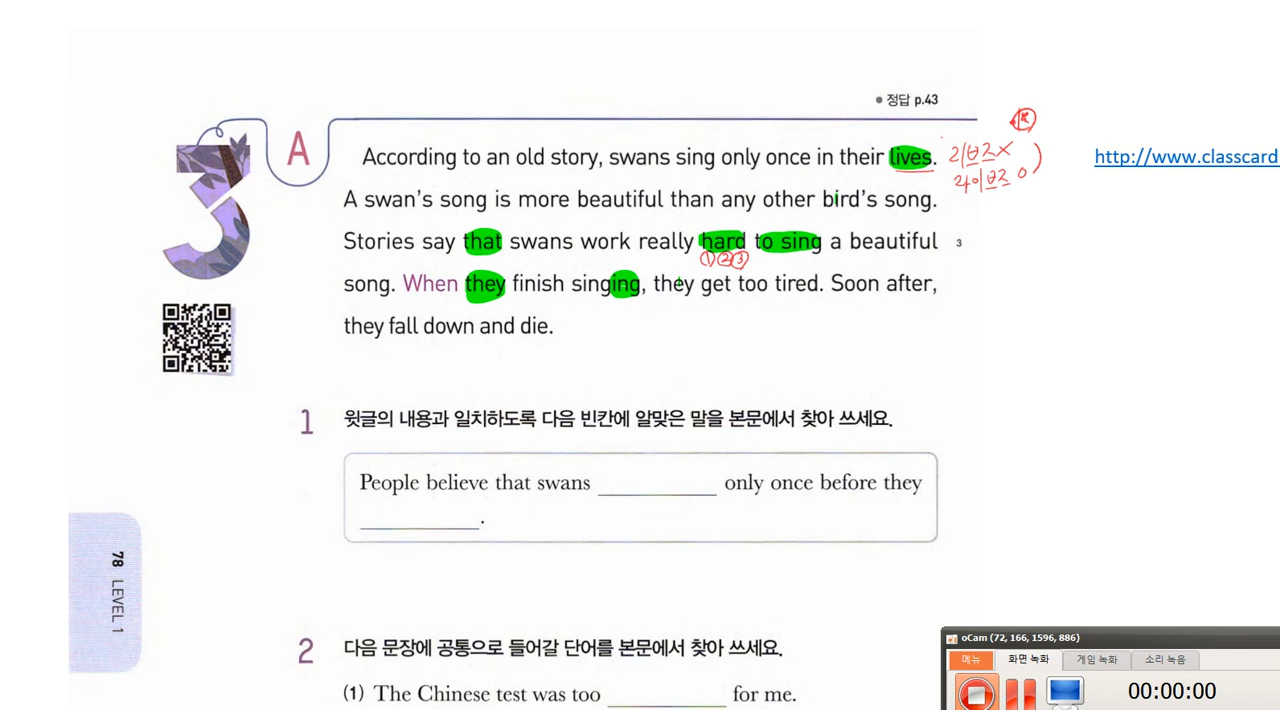 정답 p.43
3 A
According to an old story, swans sing only once in their lives.
리브즈 X
라이브즈 O
http://www.classcard
A swan's song is more beautiful than any other bird's song.
Stories say that swans work really hard to sing a beautiful 3
① ② ③
song. When they finish singing, they get too tired. Soon after,
they fall down and die.
1 윗글의 내용과 일치하도록 다음 빈칸에 알맞은 말을 본문에서 찾아 쓰세요.
People believe that swans __________ only once before they
__________.
78 LEVEL 1
2 다음 문장에 공통으로 들어갈 단어를 본문에서 찾아 쓰세요.
(1) The Chinese test was too __________ for me.
oCam (72, 166, 1596, 886)
메뉴 화면 녹화 게임 녹화 소리 녹음
00:00:00